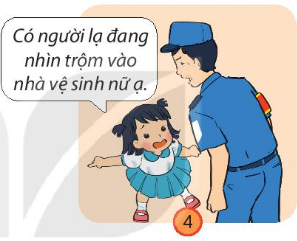 Có người lạ đang
nhìn trộm vào
nhà vệ sinh nữ ạ.
4